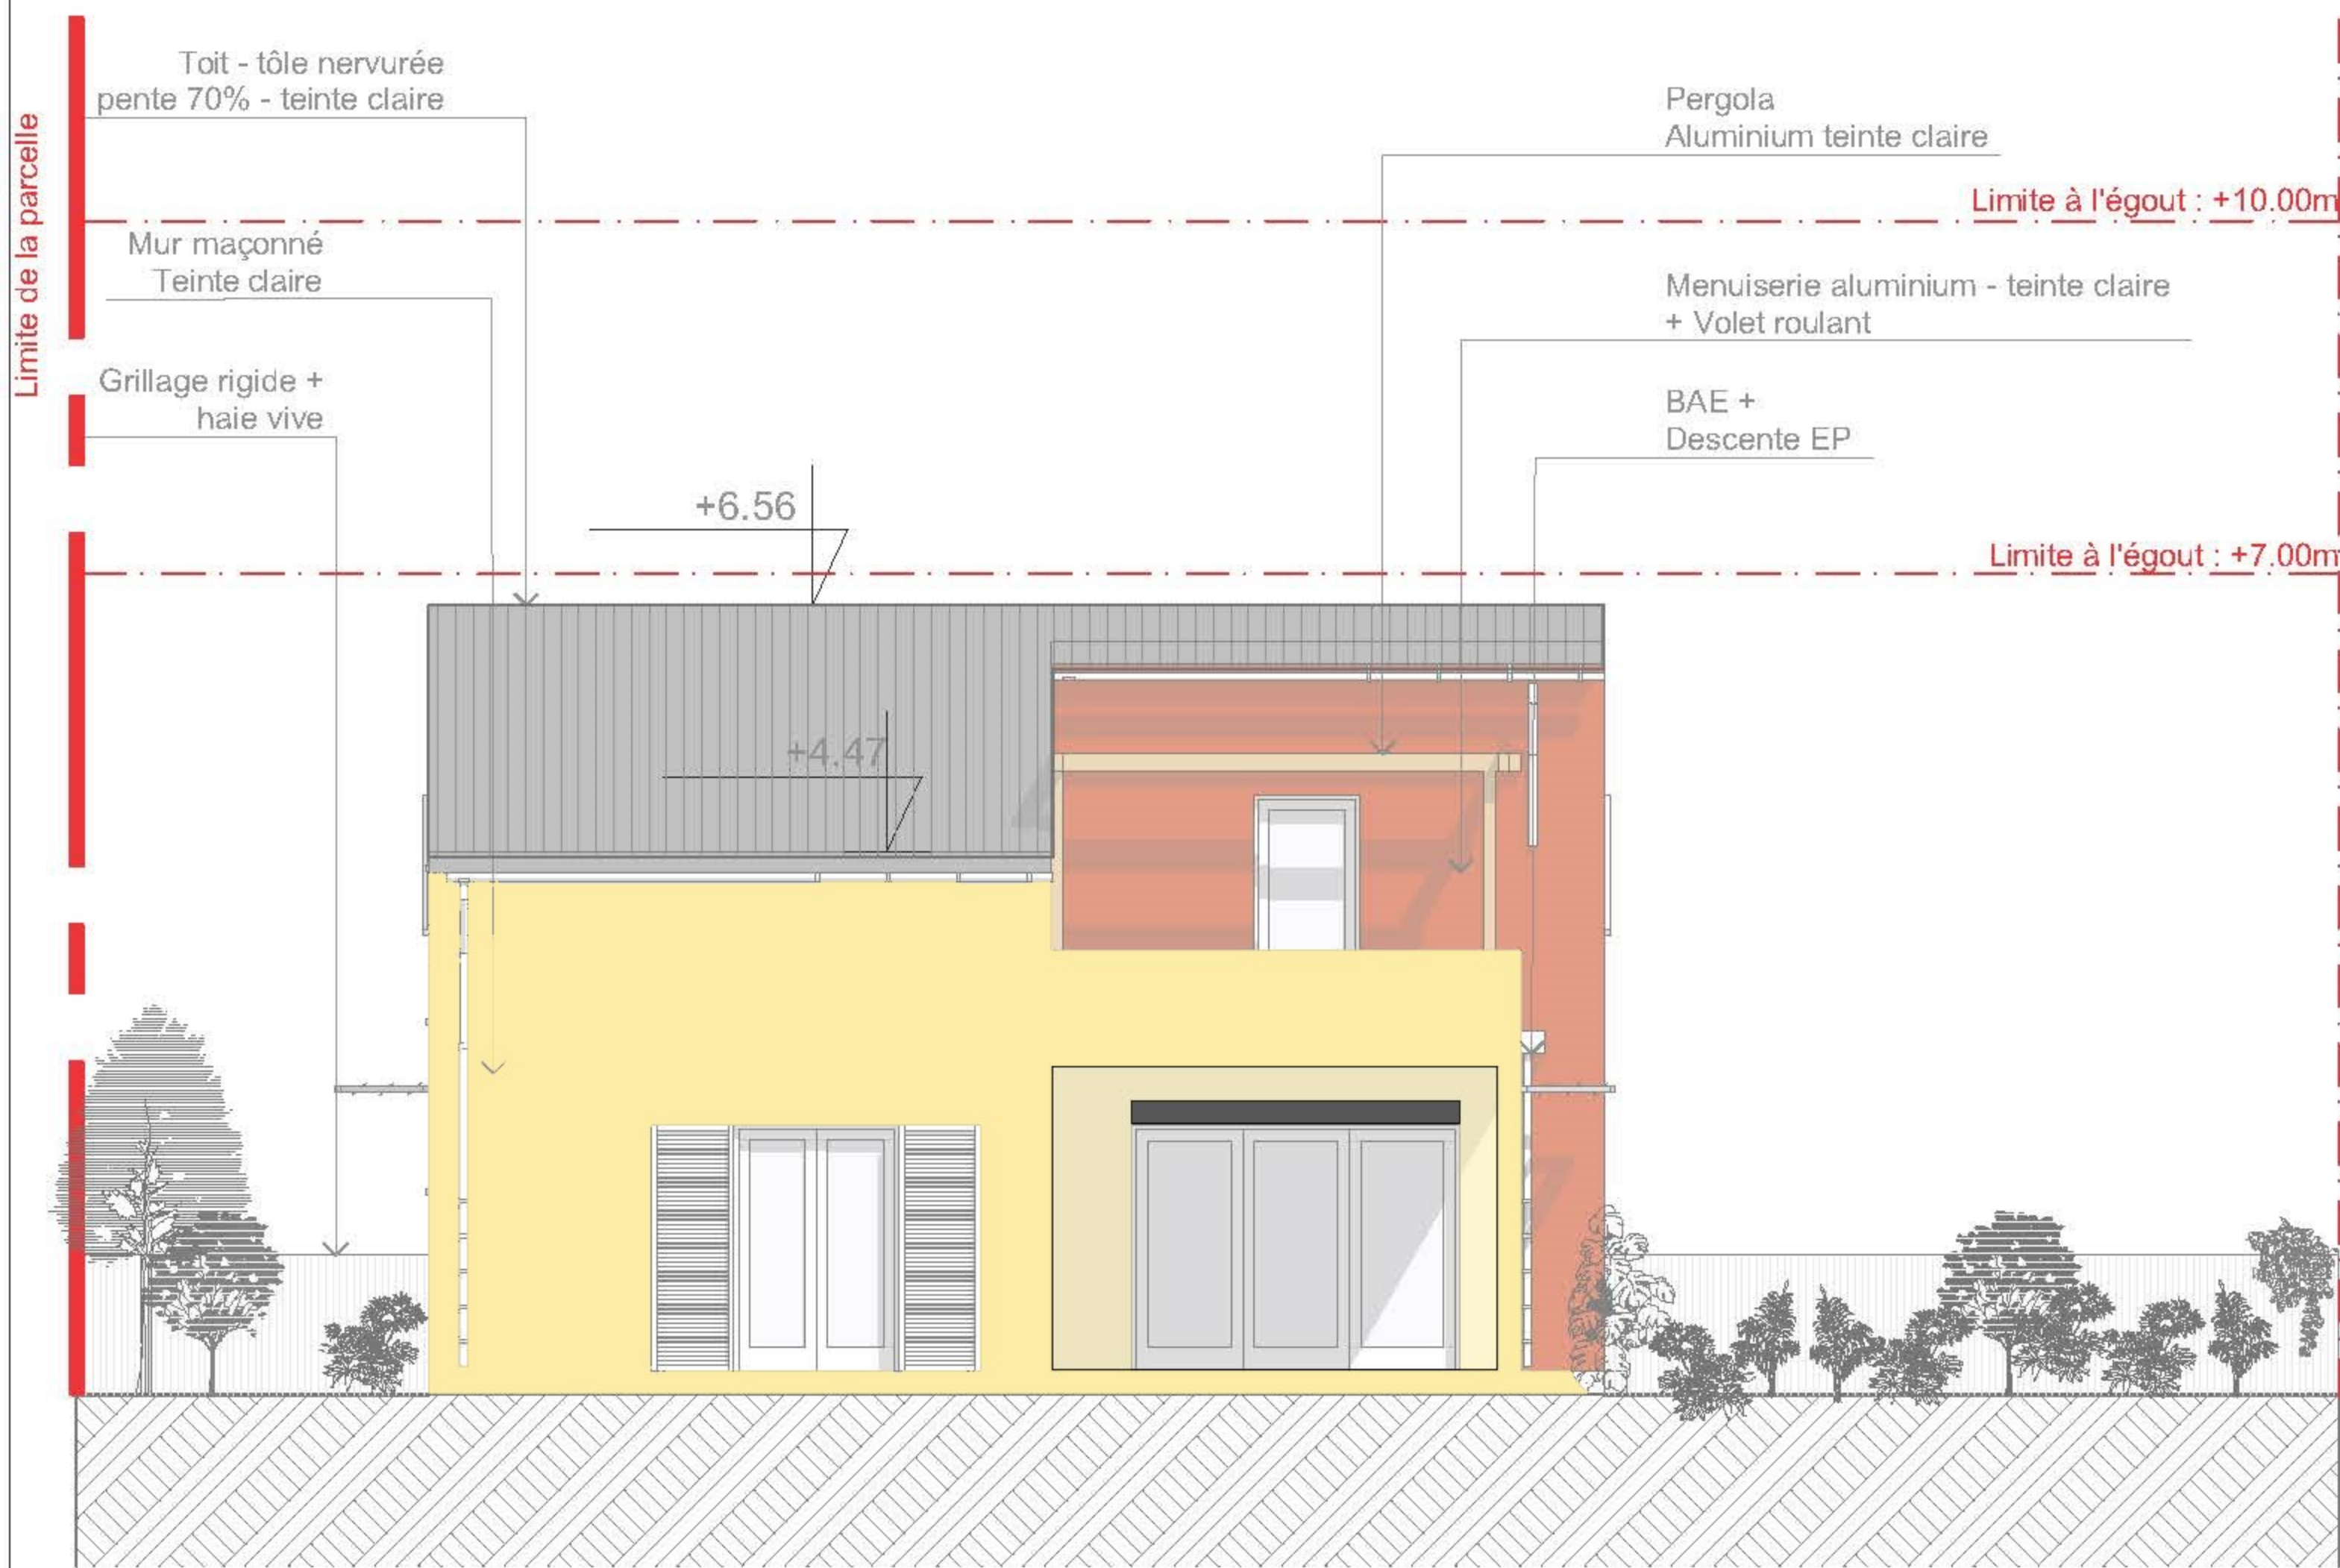 Limite de la parcelle
Toit - tôle nervurée
pente 70% - teinte claire
Mur maçonné
Teinte claire
Grillage rigide +
haie vive
Pergola
Aluminium teinte claire
Limite à l'égout : +10.00m
Menuiserie aluminium - teinte claire
+ Volet roulant
BAE +
Descente EP
+6.56
Limite à l'égout : +7.00m
+4.47